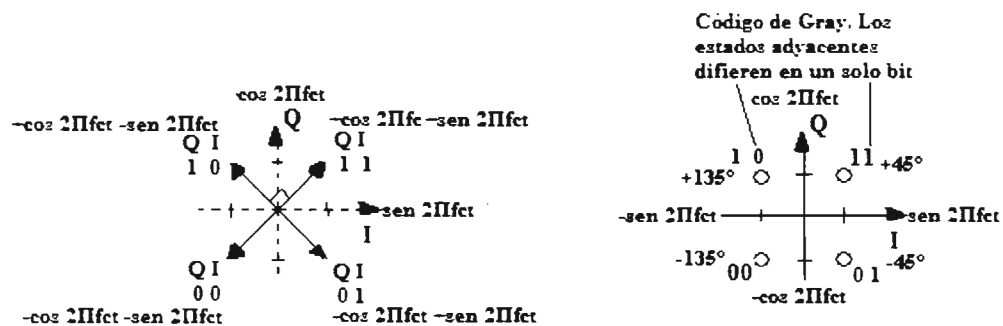 -cos 2Πfct
Q
-cos 2Πfct -sen 2Πfct
-cos 2Πfc -sen 2Πfct
Q I
1 0
Q I
1 1
sen 2Πfct
I
Q I
0 0
Q I
0 1
-cos 2Πfct -sen 2Πfct
-cos 2Πfct -sen 2Πfct
Código de Gray. Los
estados adyacentes
difieren en un solo bit
cos 2Πfct
Q
1 0
11
+45°
+135°
-sen 2Πfct
sen 2Πfct
I
-135°
00
0 1
-45°
-cos 2Πfct